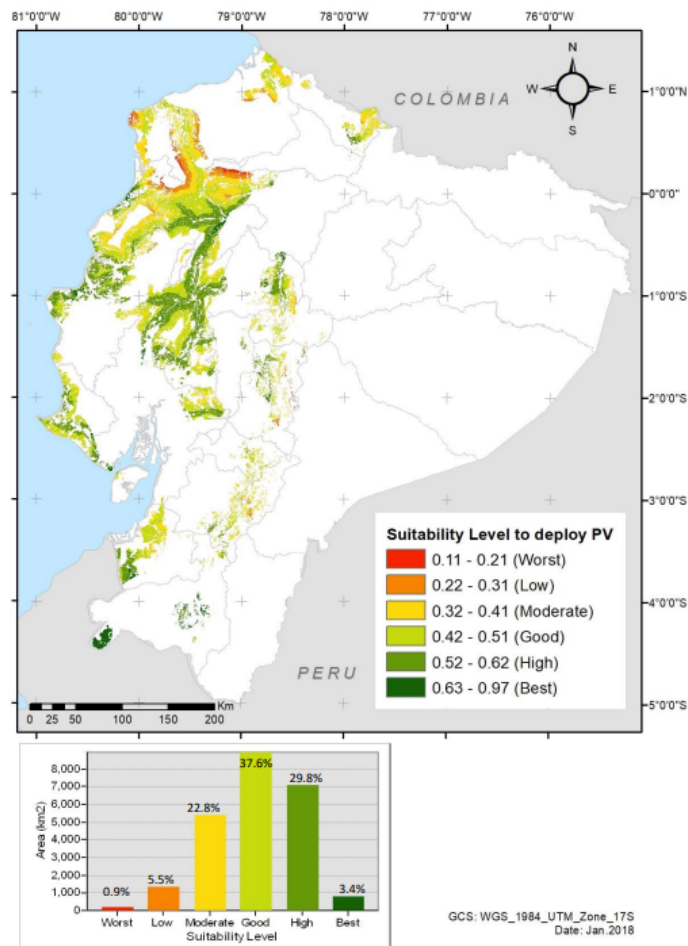 81°0'0"W 80°0'0"W 79°0'0"W 78°0'0"W 77°0'0"W 76°0'0"W
N
W E
S
COLOMBIA
1°0'0"N
0°0'0"
1°0'0"S
2°0'0"S
3°0'0"S
4°0'0"S
5°0'0"S
Suitability Level to deploy PV
0.11 - 0.21 (Worst)
0.22 - 0.31 (Low)
0.32 - 0.41 (Moderate)
0.42 - 0.51 (Good)
0.52 - 0.62 (High)
0.63 - 0.97 (Best)
PERU
Km
0 25 50 100 150 200
Area (km2)
8,000
7,000
6,000
5,000
4,000
3,000
2,000
1,000
0
0.9%
5.5%
22.8%
37.6%
29.8%
3.4%
Worst Low Moderate Good High Best
Suitability Level
GCS: WGS_1984_UTM_Zone_17S
Date: Jan.2018